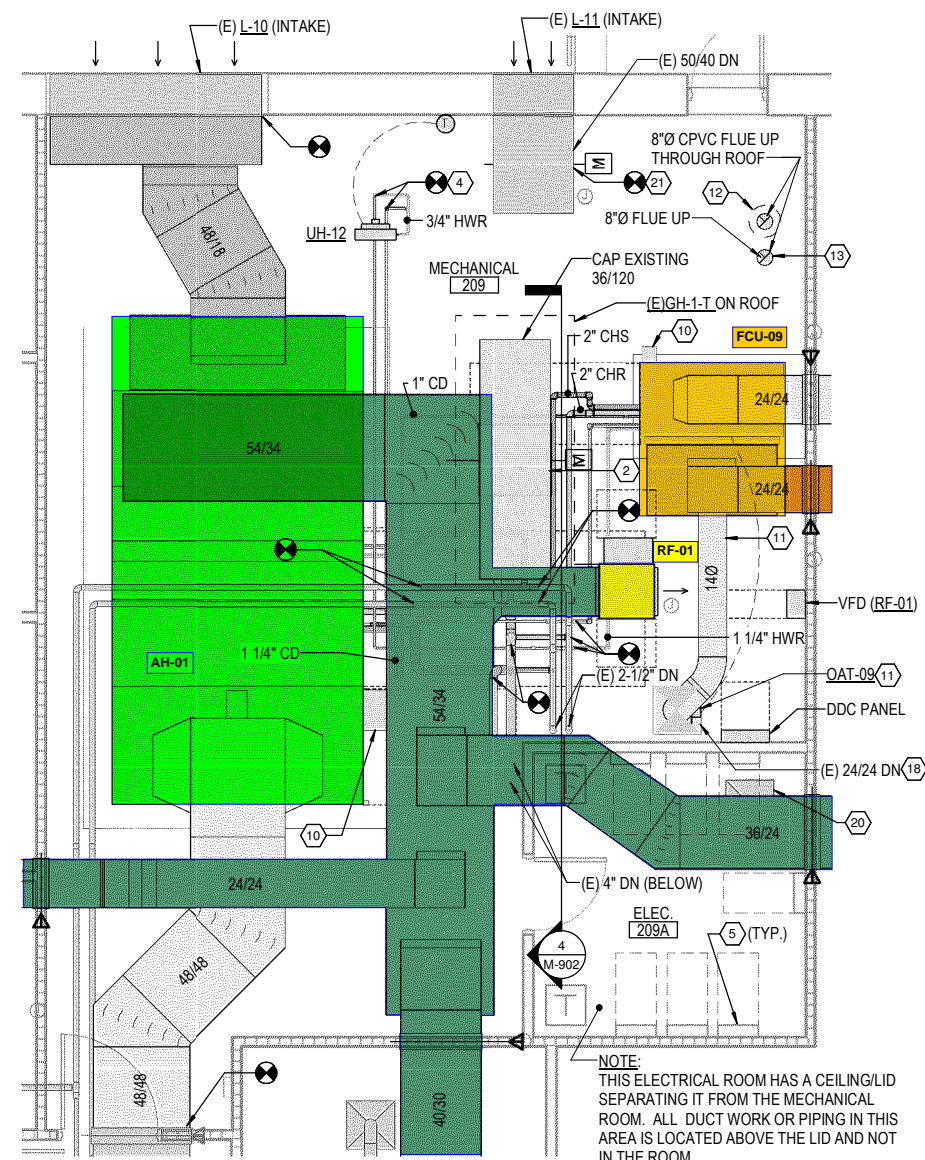 (E) L-10 (INTAKE)
(E) L-11 (INTAKE)
(E) 50/40 DN
8"Ø CPVC FLUE UP
THROUGH ROOF
M
T
4
21
J
12
3/4" HWR
8"Ø FLUE UP
UH-12
13
48/18
CAP EXISTING
36/120
MECHANICAL
209
(E)GH-1-T ON ROOF
10
FCU-09
2" CHS
2" CHR
1" CD
24/24
54/34
M
2
24/24
11
RF-01
14Ø
J
VFD (RF-01)
1 1/4" HWR
1 1/4" CD
AH-01
(E) 2-1/2" DN
OAT-09
11
54/34
DDC PANEL
(E) 24/24 DN
18
10
36/24
20
24/24
(E) 4" DN (BELOW)
ELEC.
209A
5
(TYP.)
4
M-902
48/48
T
NOTE:
THIS ELECTRICAL ROOM HAS A CEILING/LID
SEPARATING IT FROM THE MECHANICAL
ROOM. ALL DUCT WORK OR PIPING IN THIS
AREA IS LOCATED ABOVE THE LID AND NOT
IN THE ROOM
48/48
40/30